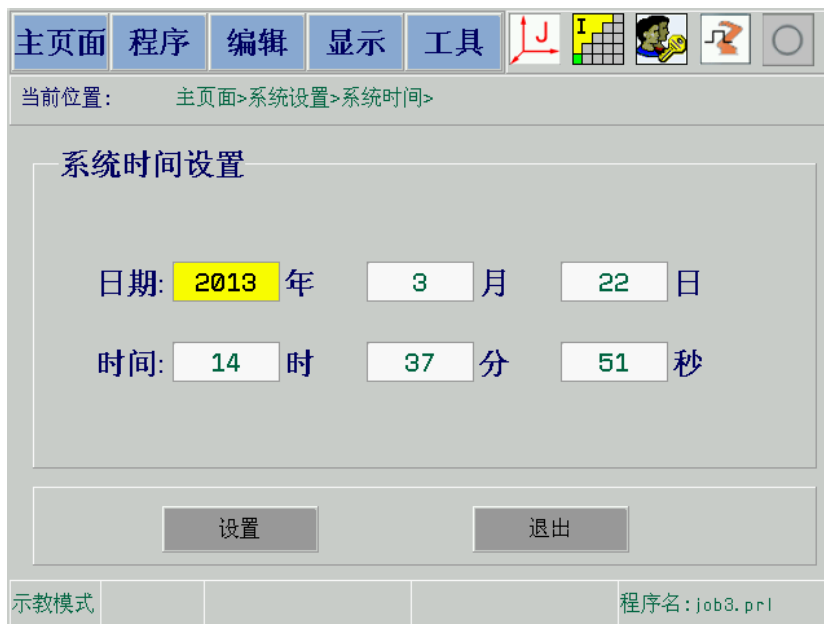 主页面 程序 编辑 显示 工具 J I
当前位置: 主页面>系统设置>系统时间>
系统时间设置
日期: 2013 年 3 月 22 日
时间: 14 时 37 分 51 秒
设置 退出
示教模式 程序名:job3.prl